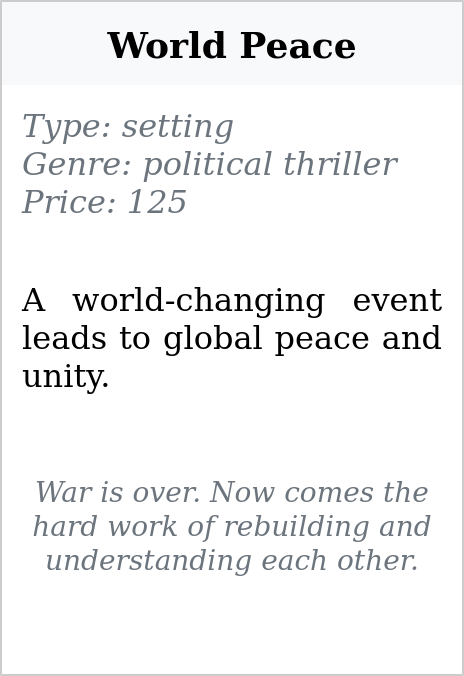 World Peace
Type: setting
Genre: political thriller
Price: 125
A world-changing event
leads to global peace and
unity.
War is over. Now comes the
hard work of rebuilding and
understanding each other.